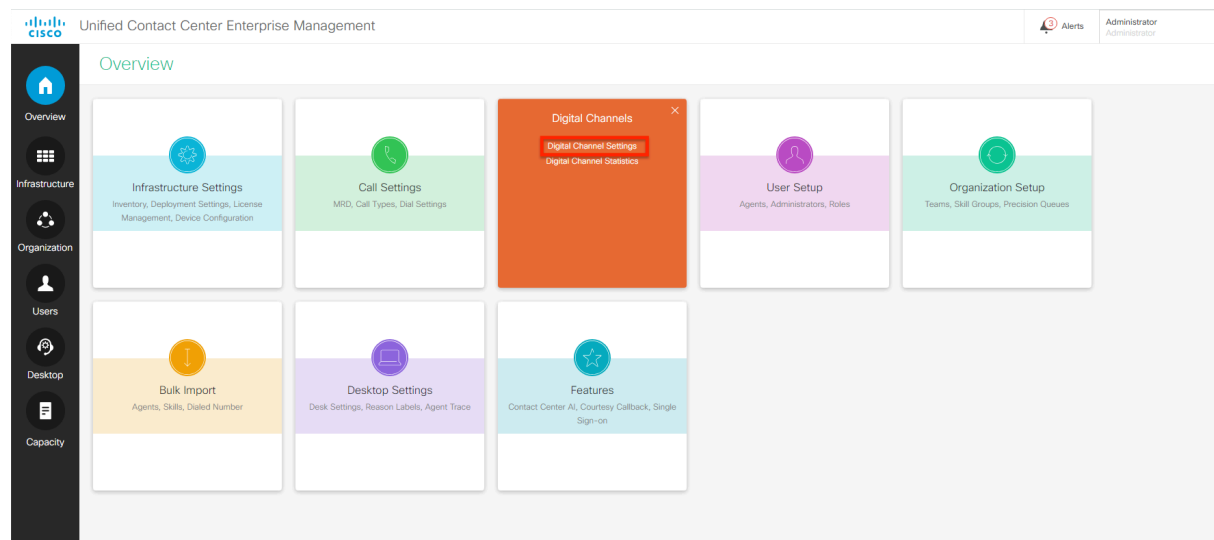 CISCO
Unified Contact Center Enterprise Management
3
Alerts
Administrator
Administrator
Overview
Overview
Infrastructure
Organization
Users
Desktop
Capacity
Infrastructure Settings
Inventory, Deployment Settings, License
Management, Device Configuration
Call Settings
MRD, Call Types, Dial Settings
Digital Channels
Digital Channel Settings
Digital Channel Statistics
User Setup
Agents, Administrators, Roles
Organization Setup
Teams, Skill Groups, Precision Queues
Bulk Import
Agents, Skills, Dialed Number
Desktop Settings
Desk Settings, Reason Labels, Agent Trace
Features
Contact Center AI, Courtesy Callback, Single
Sign-on